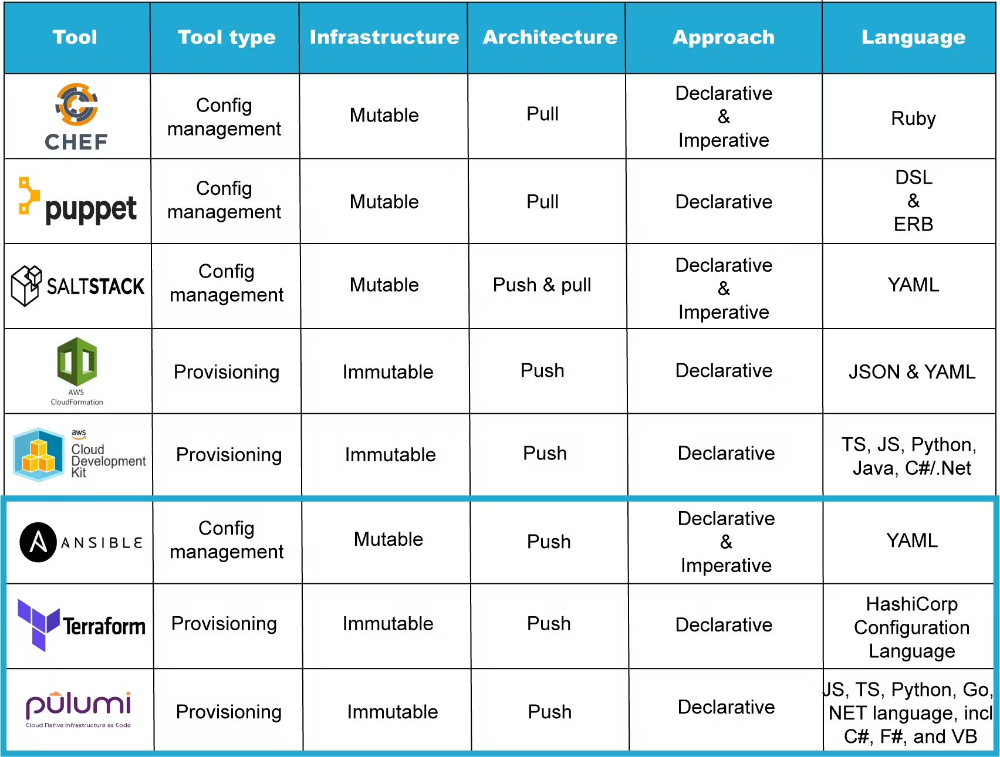 Tool
Tool type
Infrastructure
Architecture
Approach
Language
CHEF
Config
management
Mutable
Pull
Declarative
&
Imperative
Ruby
puppet
Config
management
Mutable
Pull
Declarative
DSL
&
ERB
SALTSTACK
Config
management
Mutable
Push & pull
Declarative
&
Imperative
YAML
AWS
CloudFormation
Provisioning
Immutable
Push
Declarative
JSON & YAML
aws
Cloud
Development
Kit
Provisioning
Immutable
Push
Declarative
TS, JS, Python,
Java, C#/.Net
A
ANSIBLE
Config
management
Mutable
Push
Declarative
&
Imperative
YAML
Terraform
Provisioning
Immutable
Push
Declarative
HashiCorp
Configuration
Language
pulumi
Cloud Native Infrastructure as Code
Provisioning
Immutable
Push
Declarative
JS, TS, Python, Go,
NET language, incl
C#, F#, and VB